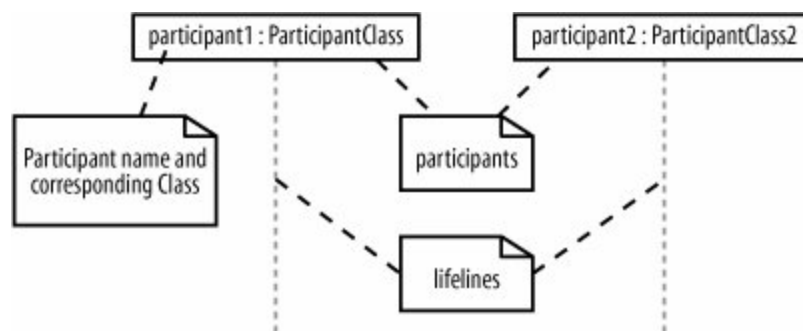 participant1 : ParticipantClass
participant2 : ParticipantClass2
Participant name and
corresponding Class
participants
lifelines